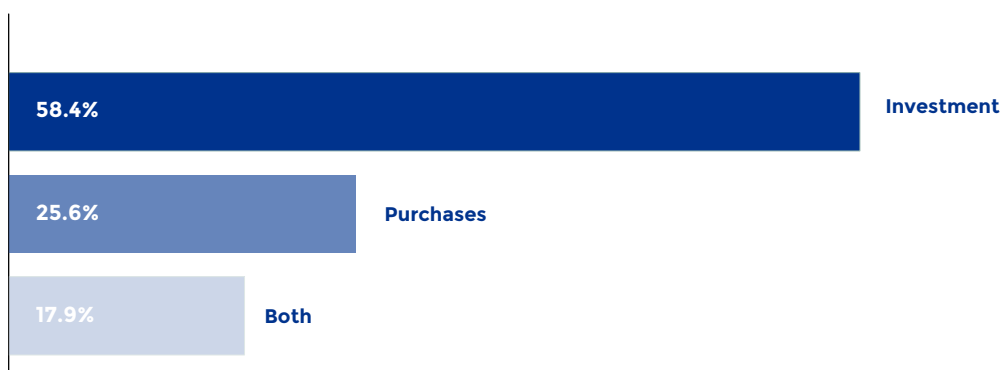 58.4% Investment
25.6% Purchases
17.9% Both